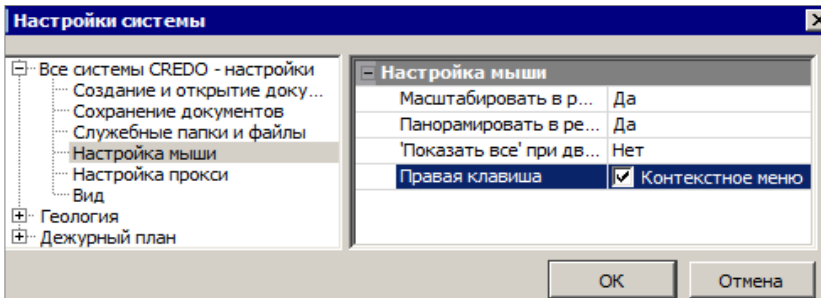 Настройки системы
Все системы CREDO - настройки
Создание и открытие доку...
Сохранение документов
Служебные папки и файлы
Настройка мыши
Настройка прокси
Вид
Геология
Дежурный план
Настройка мыши
Масштабировать в р... Да
Панорамировать в ре... Да
'Показать все' при дв... Нет
Правая клавиша Контекстное меню
ОК Отмена